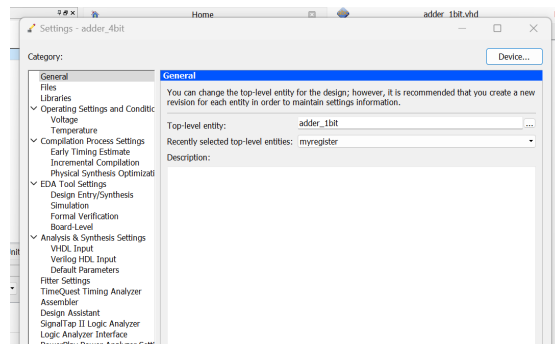 Home
adder_1bit.vhd
Settings - adder_4bit
Category:
Device...
General
Files
Libraries
Operating Settings and Conditic
Voltage
Temperature
Compilation Process Settings
Early Timing Estimate
Incremental Compilation
Physical Synthesis Optimizati
EDA Tool Settings
Design Entry/Synthesis
Simulation
Formal Verification
Board-Level
Analysis & Synthesis Settings
VHDL Input
Verilog HDL Input
Default Parameters
Fitter Settings
TimeQuest Timing Analyzer
Assembler
Design Assistant
SignalTap II Logic Analyzer
Logic Analyzer Interface
PowerPlay Power Analyzer Setti
General
You can change the top-level entity for the design; however, it is recommended that you create a new
revision for each entity in order to maintain settings information.
Top-level entity: adder_1bit ...
Recently selected top-level entities: myregister
Description: